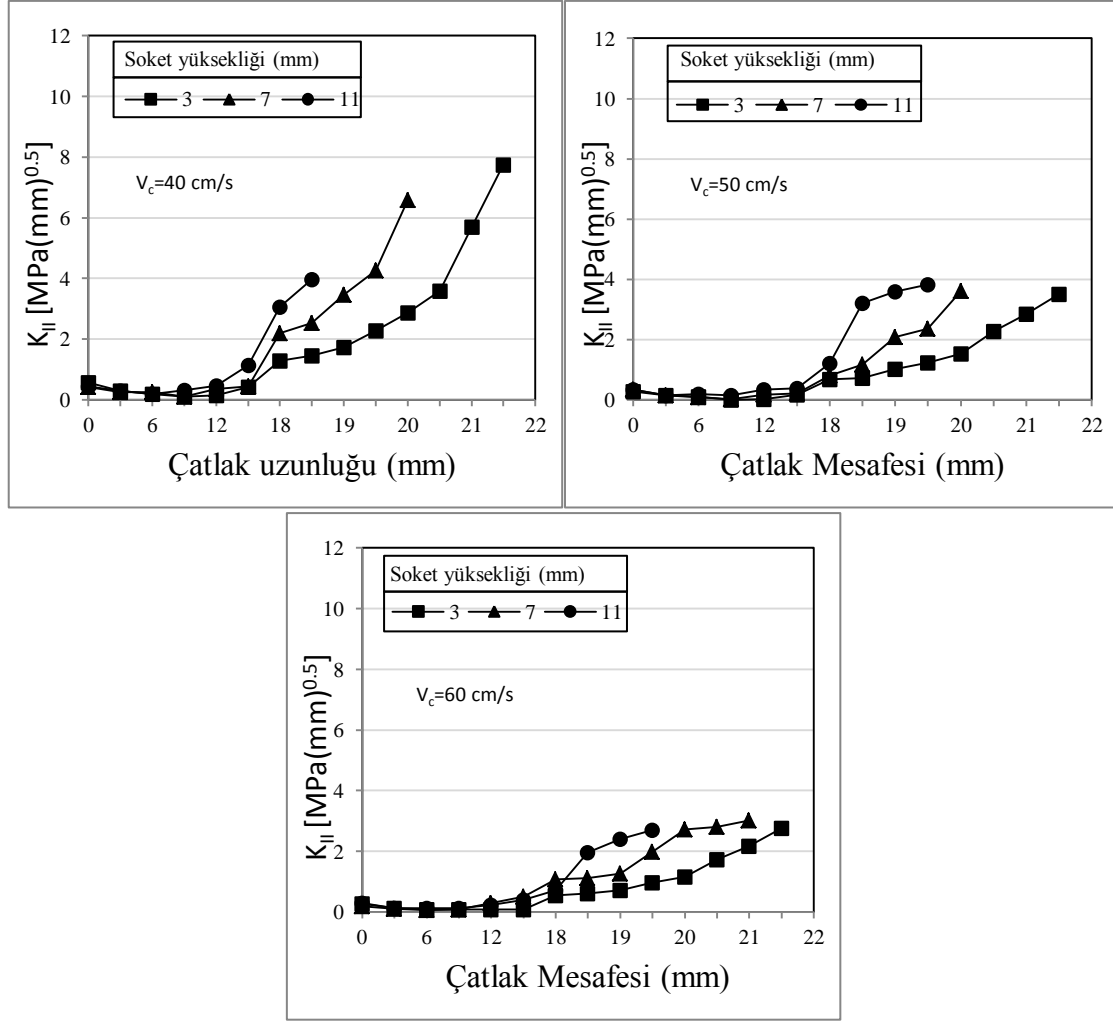 12
10
8
6
4
2
0
K_II [MPa(mm)^0.5]
Soket yüksekliği (mm)
3 7 11
V_c=40 cm/s
0 6 12 18 19 20 21 22
Çatlak uzunluğu (mm)
12
10
8
6
4
2
0
K_II [MPa(mm)^0.5]
Soket yüksekliği (mm)
3 7 11
V_c=50 cm/s
0 6 12 18 19 20 21 22
Çatlak Mesafesi (mm)
12
10
8
6
4
2
0
K_II [MPa(mm)^0.5]
Soket yüksekliği (mm)
3 7 11
V_c=60 cm/s
0 6 12 18 19 20 21 22
Çatlak Mesafesi (mm)